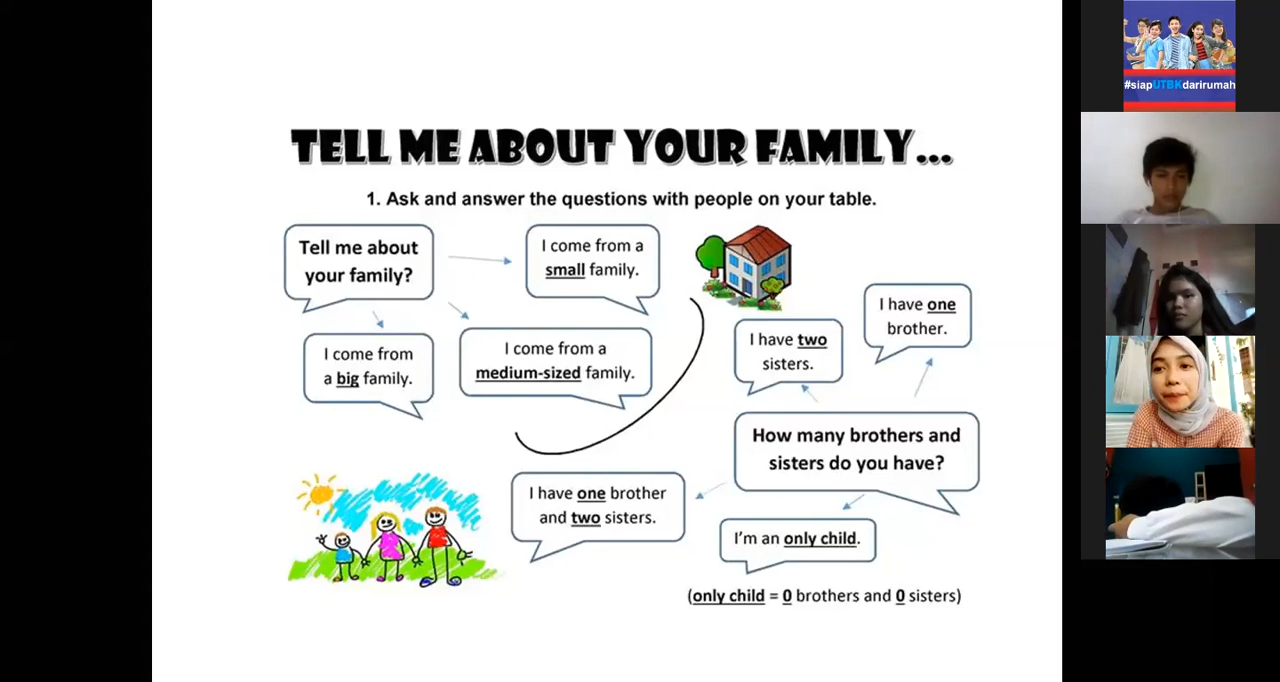 TELL ME ABOUT YOUR FAMILY...
1. Ask and answer the questions with people on your table.
Tell me about
your family?
I come from a
small family.
I come from
a big family.
I come from a
medium-sized family.
I have two
sisters.
I have one
brother.
How many brothers and
sisters do you have?
I have one brother
and two sisters.
I'm an only child.
(only child = 0 brothers and 0 sisters)
#siapUTBKdarirumah